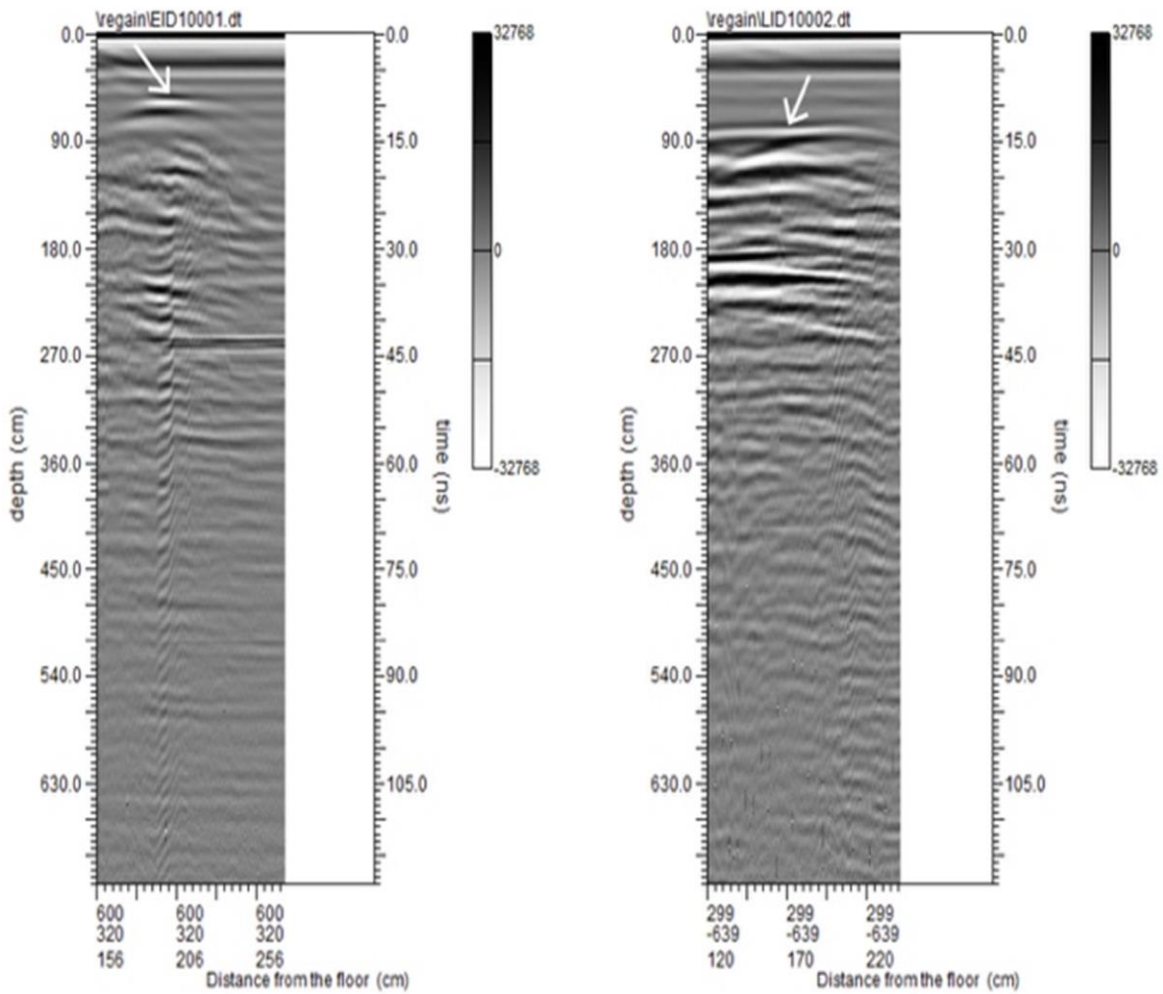 \regain\EID10001.dt
0.0
90.0
180.0
270.0
360.0
450.0
540.0
630.0
depth (cm)
0.0
15.0
30.0
45.0
60.0
75.0
90.0
105.0
time (ns)
32768
0
-32768
600 600 600
320 320 320
156 206 256
Distance from the floor (cm)
\regain\LID10002.dt
0.0
90.0
180.0
270.0
360.0
450.0
540.0
630.0
depth (cm)
0.0
15.0
30.0
45.0
60.0
75.0
90.0
105.0
time (ns)
32768
0
-32768
299 299 299
-639 -639 -639
120 170 220
Distance from the floor (cm)